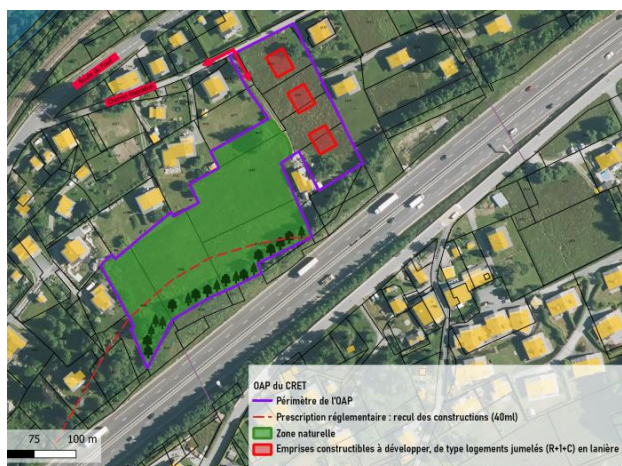 OAP du CRET
Périmètre de l'OAP
Prescription réglementaire : recul des constructions (40ml)
Zone naturelle
Emprises constructibles à développer, de type logements jumelés (R+1+C) en lanière
75 100 m